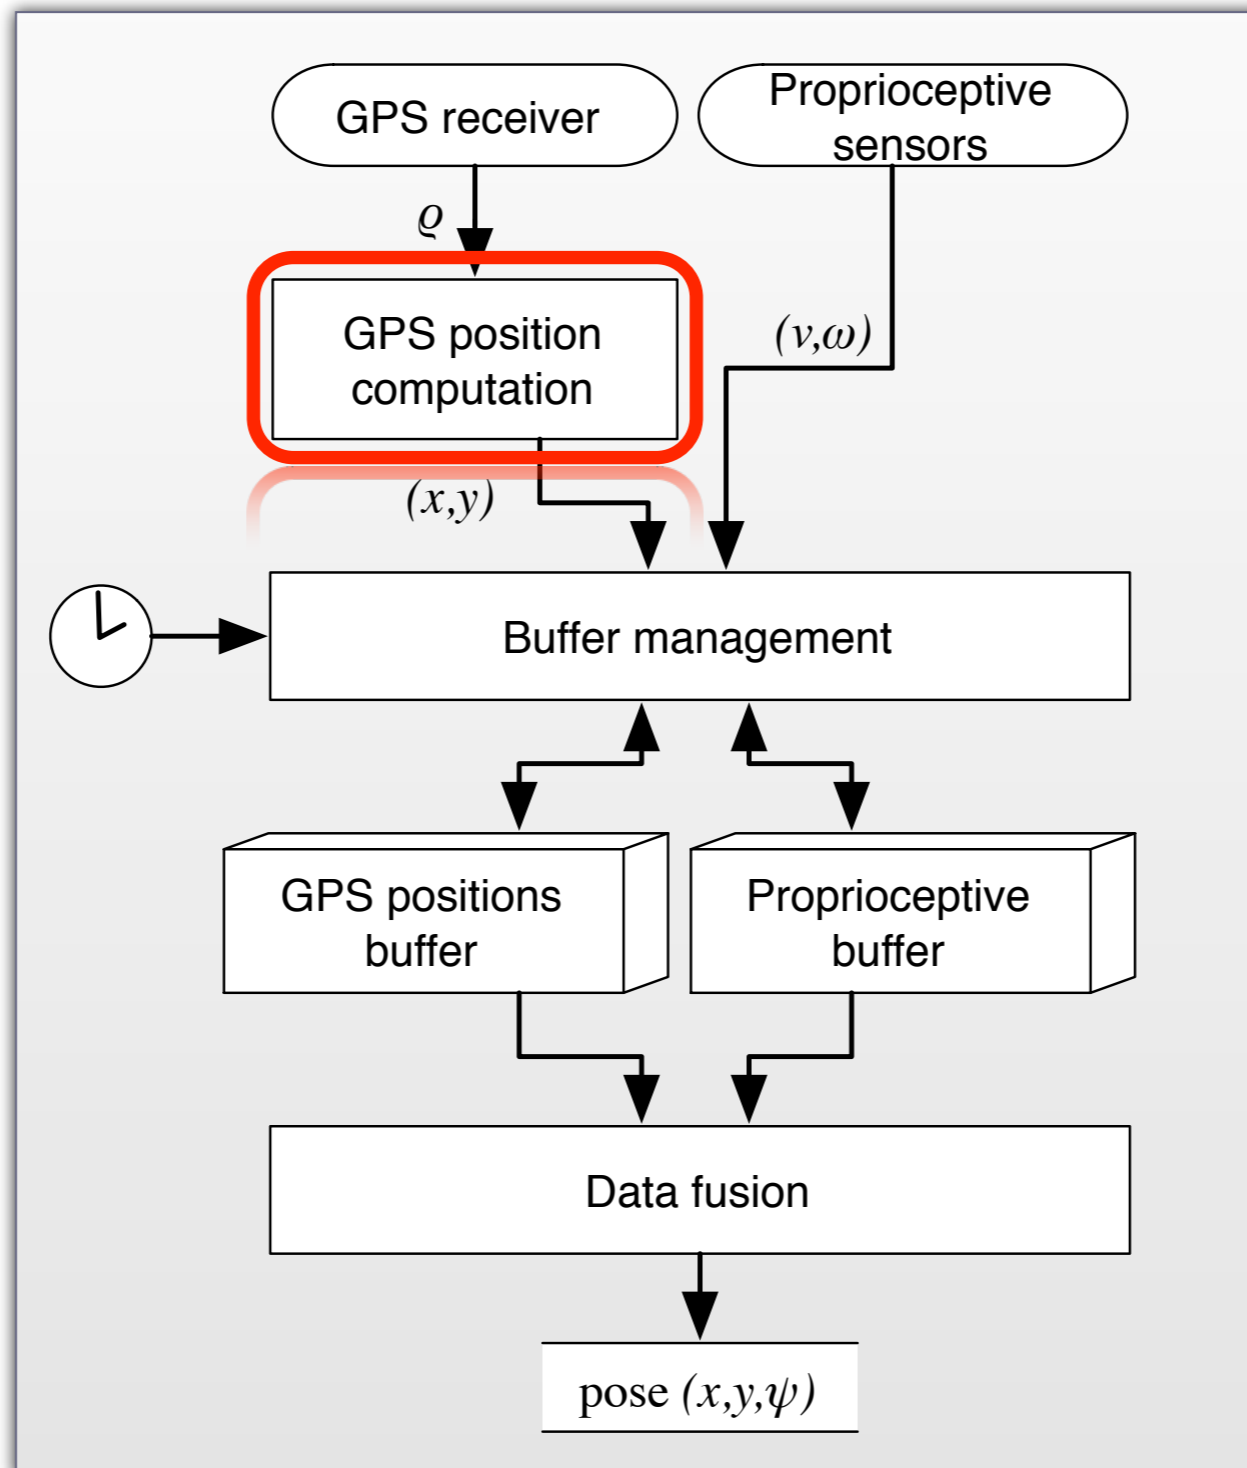 GPS receiver
Proprioceptive
sensors
ϱ
GPS position
computation
(v,ω)
(x,y)
Buffer management
GPS positions
buffer
Proprioceptive
buffer
Data fusion
pose (x,y,ψ)